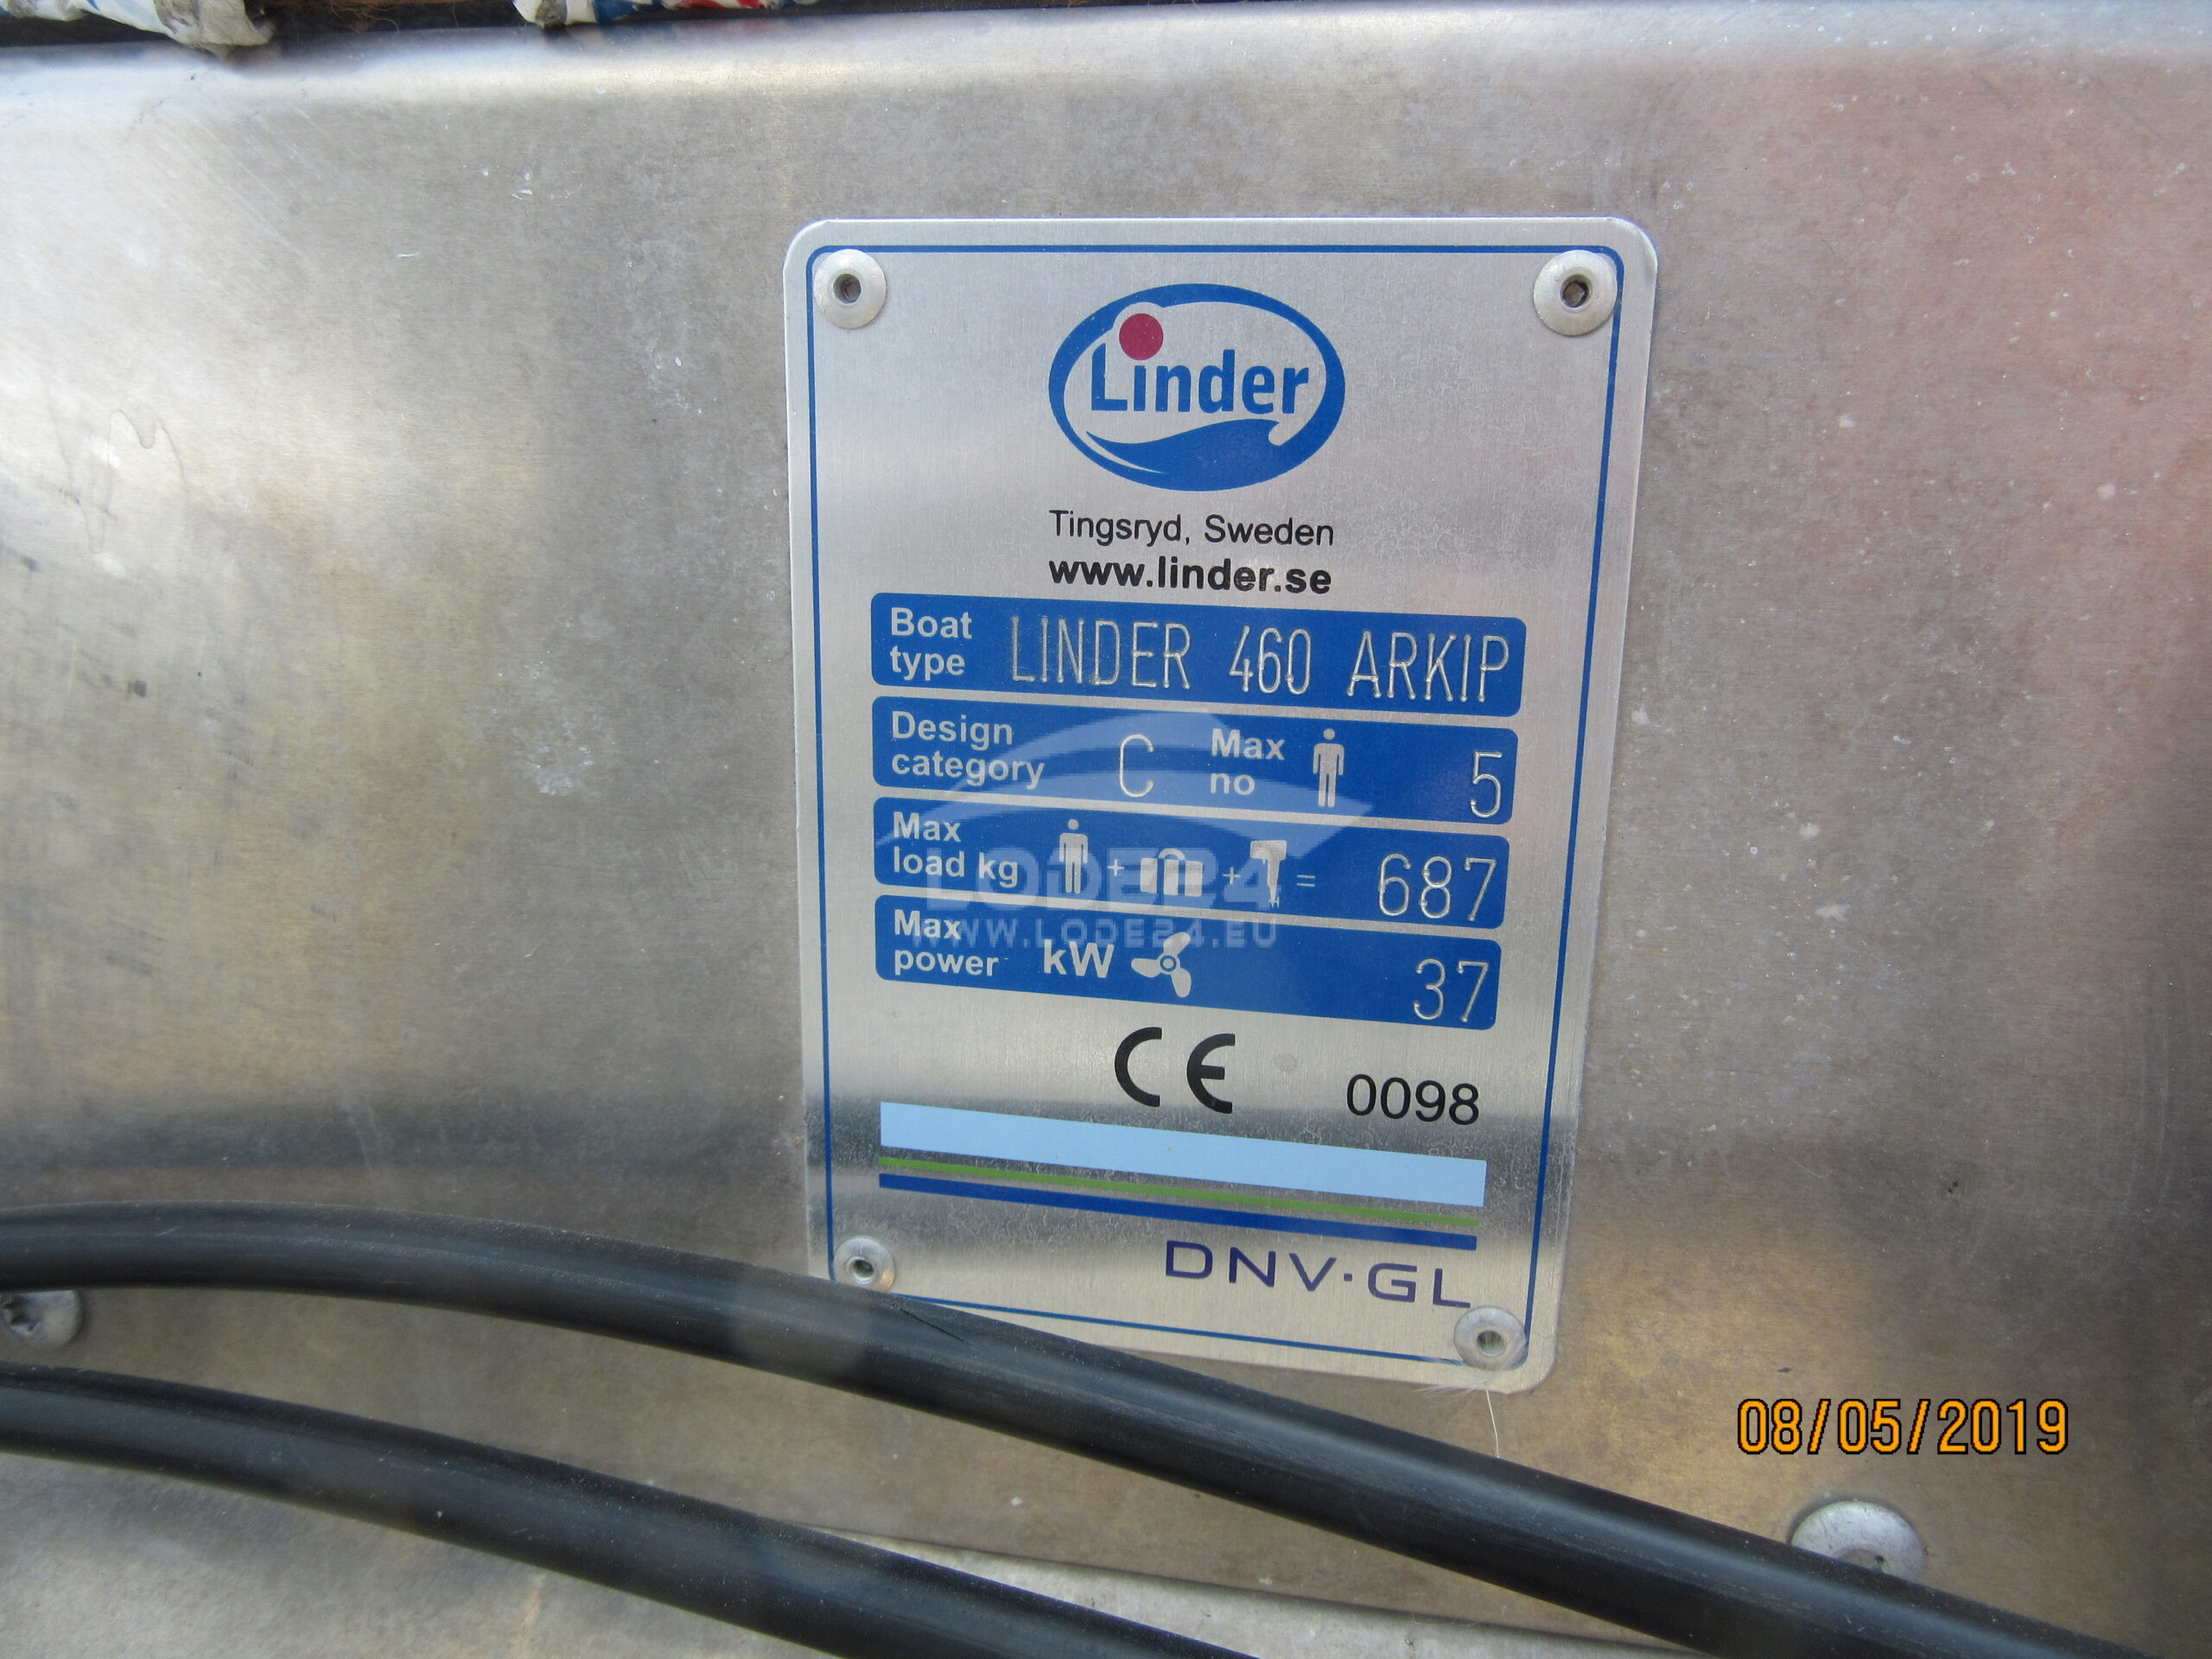 Linder
Tingsryd, Sweden
www.linder.se
Boat type LINDER 460 ARKIP
Design category C Max no 5
Max load kg + + = 687
Max power kW 37
CE 0098
DNV·GL
LODE24
WWW.LODE24.EU
08/05/2019